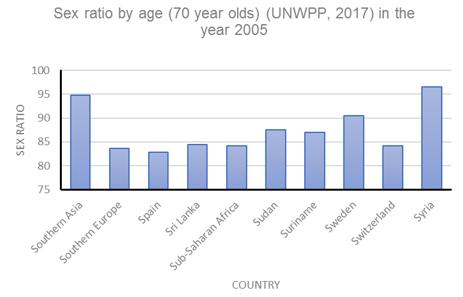 Sex ratio by age (70 year olds) (UNWPP, 2017) in the
year 2005
100
95
90
85
80
75
SEX RATIO
Southern Asia
Southern Europe
Spain
Sri Lanka
Sub-Saharan Africa
Sudan
Suriname
Sweden
Switzerland
Syria
COUNTRY